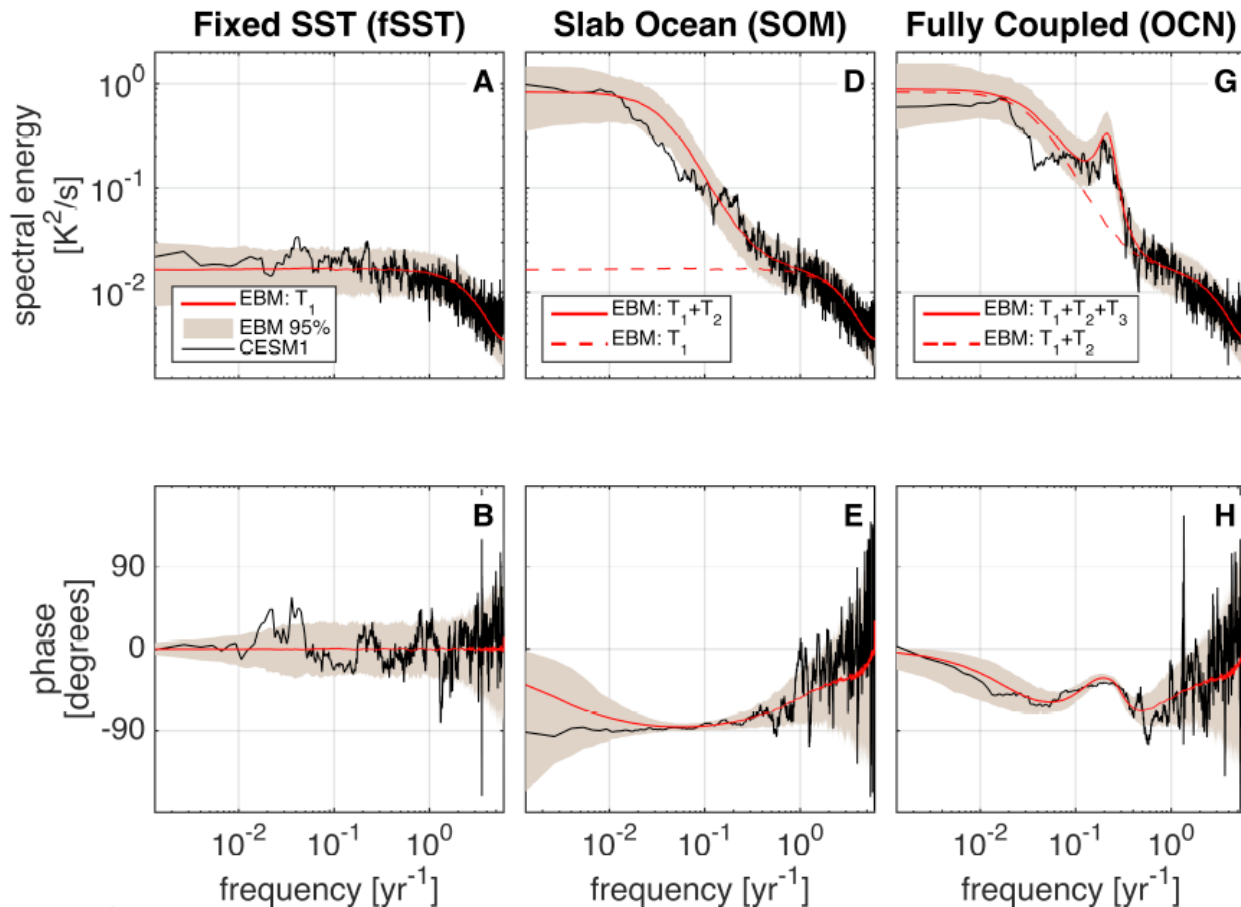 Fixed SST (fSST)
Slab Ocean (SOM)
Fully Coupled (OCN)
A
D
G
spectral energy
[K²/s]
10⁰
10⁻¹
10⁻²
EBM: T₁
EBM 95%
CESM1
EBM: T₁+T₂
EBM: T₁
EBM: T₁+T₂+T₃
EBM: T₁+T₂
B
E
H
phase
[degrees]
90
0
-90
10⁻² 10⁻¹ 10⁰
10⁻² 10⁻¹ 10⁰
10⁻² 10⁻¹ 10⁰
frequency [yr⁻¹]
frequency [yr⁻¹]
frequency [yr⁻¹]